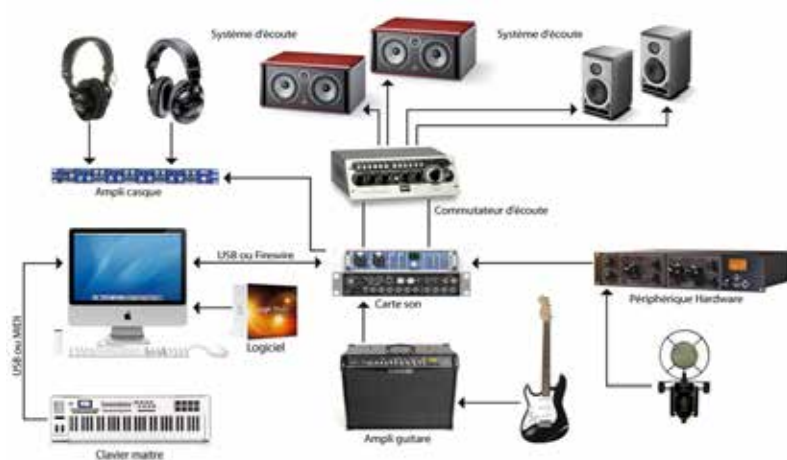 Système d'écoute
Système d'écoute
Ampli casque
Commutateur d'écoute
USB ou Firewire
Carte son
Périphérique Hardware
USB ou MIDI
Logiciel
Ampli guitare
Clavier maitre